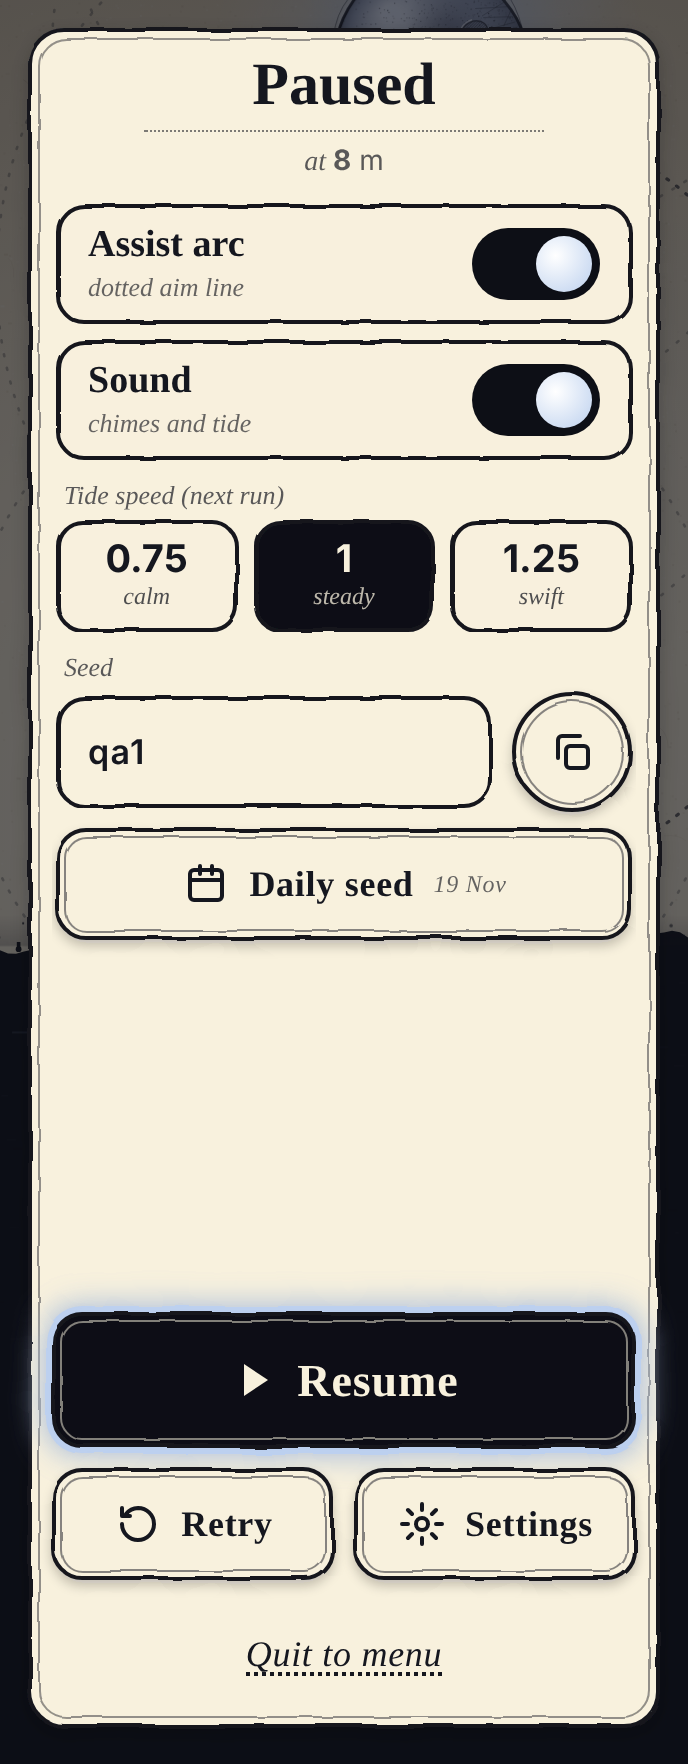 Paused
at 8 m
Assist arc
dotted aim line
Sound
chimes and tide
Tide speed (next run)
0.75 1 1.25
calm steady swift
Seed
qa1
Daily seed 19 Nov
Resume
Retry Settings
Quit to menu